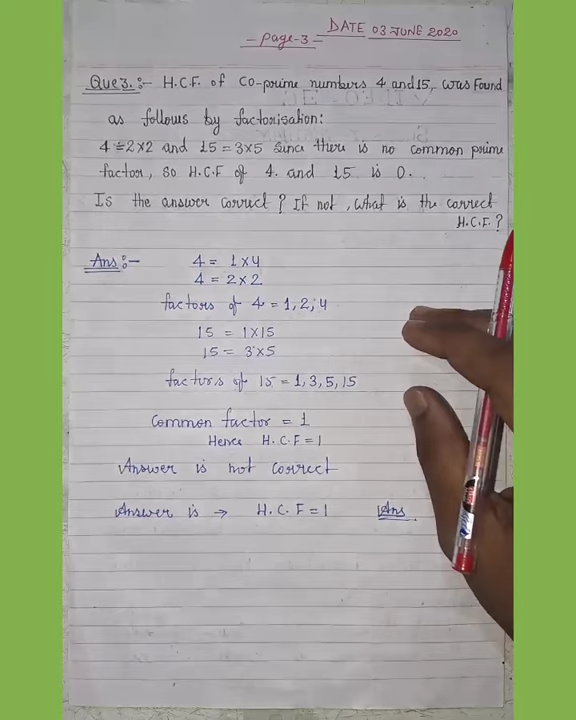 - page-3 -
DATE 03 JUNE 2020
Que 3.:- H.C.F. of Co-prime numbers 4 and 15, was found
as follows by factorisation:
4 = 2×2 and 15 = 3×5 Since there is no common prime
factor, so H.C.F of 4. and 15 is 0.
Is the answer correct? If not, what is the correct
H.C.F.?
Ans:- 4 = 1×4
4 = 2×2
factors of 4 = 1, 2, 4
15 = 1×15
15 = 3×5
factors of 15 = 1, 3, 5, 15
Common factor = 1
Hence H.C.F = 1
Answer is not correct
Answer is → H.C.F = 1 Ans